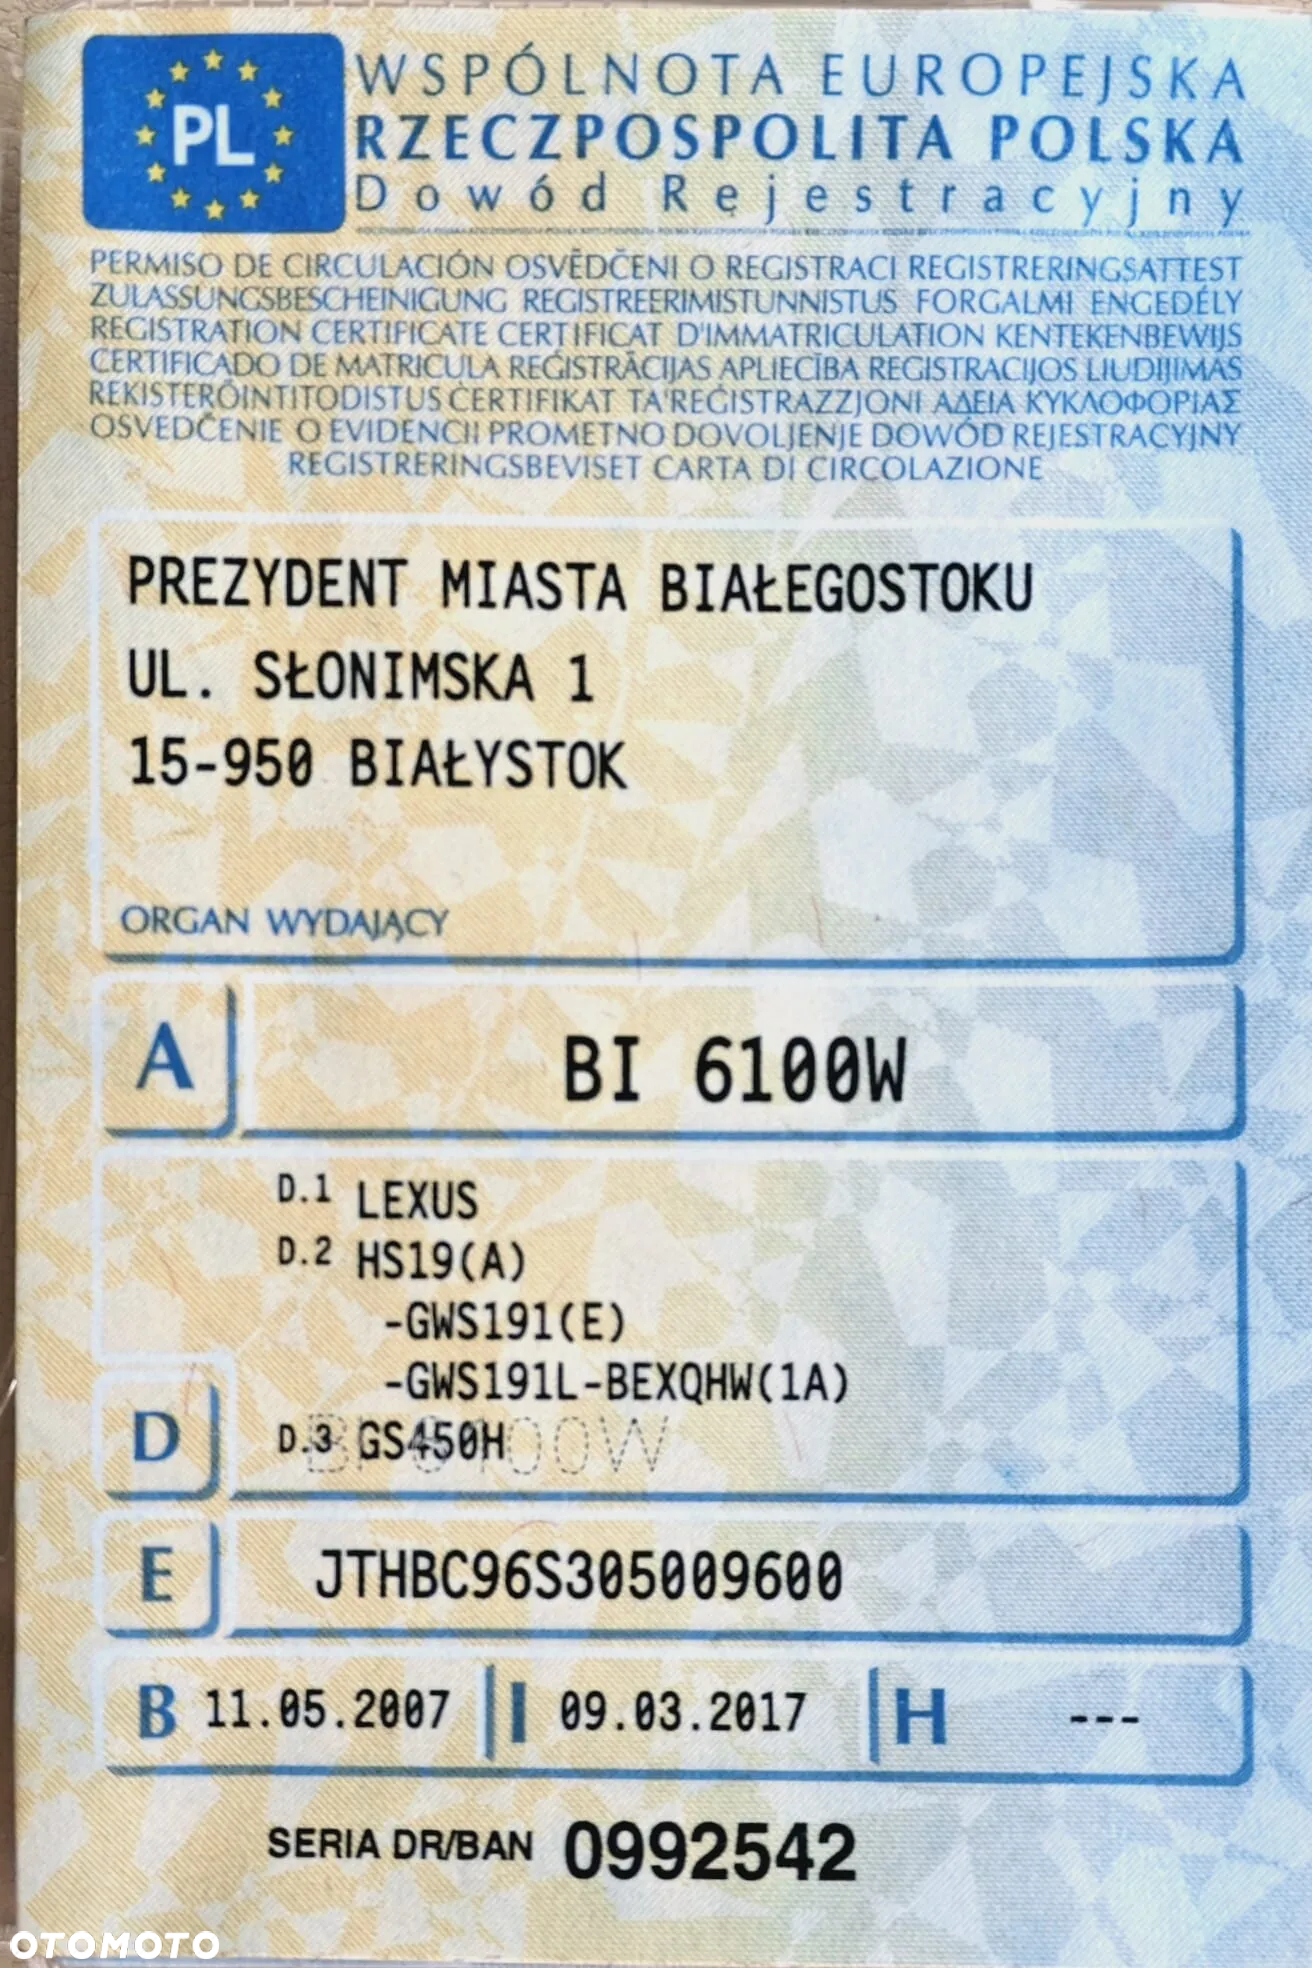 PL
WSPÓLNOTA EUROPEJSKA
RZECZPOSPOLITA POLSKA
Dowód Rejestracyjny
PERMISO DE CIRCULACIÓN OSVĚDČENI O REGISTRACI REGISTRERINGSATTEST
ZULASSUNGSBESCHEINIGUNG REGISTREERIMISTUNNISTUS FORGALMI ENGEDÉLY
REGISTRATION CERTIFICATE CERTIFICAT D'IMMATRICULATION KENTEKENBEWIJS
CERTIFICADO DE MATRICULA REĢISTRĀCIJAS APLIECĪBA REGISTRACIJOS LIUDIJIMAS
REKISTERÖINTITODISTUS ĊERTIFIKAT TA'REĠISTRAZZJONI ΑΔΕΙΑ ΚΥΚΛΟΦΟΡΙΑΣ
OSVEDČENIE O EVIDENCII PROMETNO DOVOLJENJE DOWÓD REJESTRACYJNY
REGISTRERINGSBEVISET CARTA DI CIRCOLAZIONE
PREZYDENT MIASTA BIAŁEGOSTOKU
UL. SŁONIMSKA 1
15-950 BIAŁYSTOK
ORGAN WYDAJĄCY
A BI 6100W
D.1 LEXUS
D.2 HS19(A)
-GWS191(E)
-GWS191L-BEXQHW(1A)
D D.3 GS450H
BI 6100W
E JTHBC96S305009600
B 11.05.2007 I 09.03.2017 H ---
SERIA DR/BAN 0992542
OTOMOTO